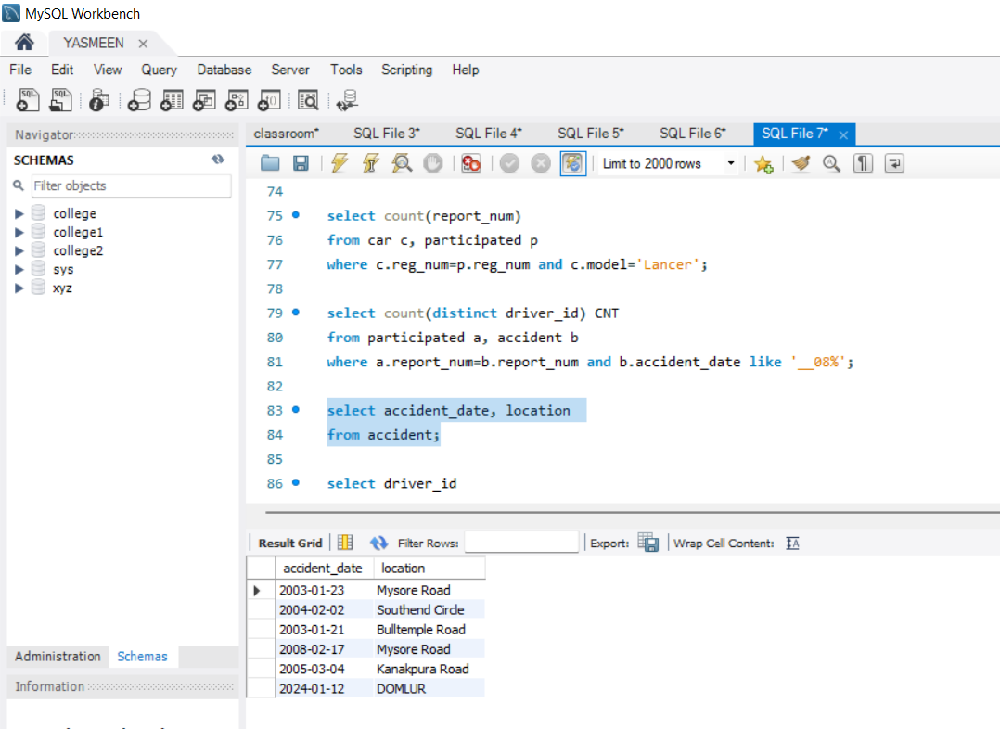 MySQL Workbench
YASMEEN
File Edit View Query Database Server Tools Scripting Help
Navigator
SCHEMAS
Filter objects
college
college1
college2
sys
xyz
Administration Schemas
Information
classroom* SQL File 3* SQL File 4* SQL File 5* SQL File 6* SQL File 7*
Limit to 2000 rows
74
75 select count(report_num)
76 from car c, participated p
77 where c.reg_num=p.reg_num and c.model='Lancer';
78
79 select count(distinct driver_id) CNT
80 from participated a, accident b
81 where a.report_num=b.report_num and b.accident_date like '__08%';
82
83 select accident_date, location
84 from accident;
85
86 select driver_id
Result Grid Filter Rows: Export: Wrap Cell Content:
accident_date location
2003-01-23 Mysore Road
2004-02-02 Southend Circle
2003-01-21 Bulltemple Road
2008-02-17 Mysore Road
2005-03-04 Kanakpura Road
2024-01-12 DOMLUR